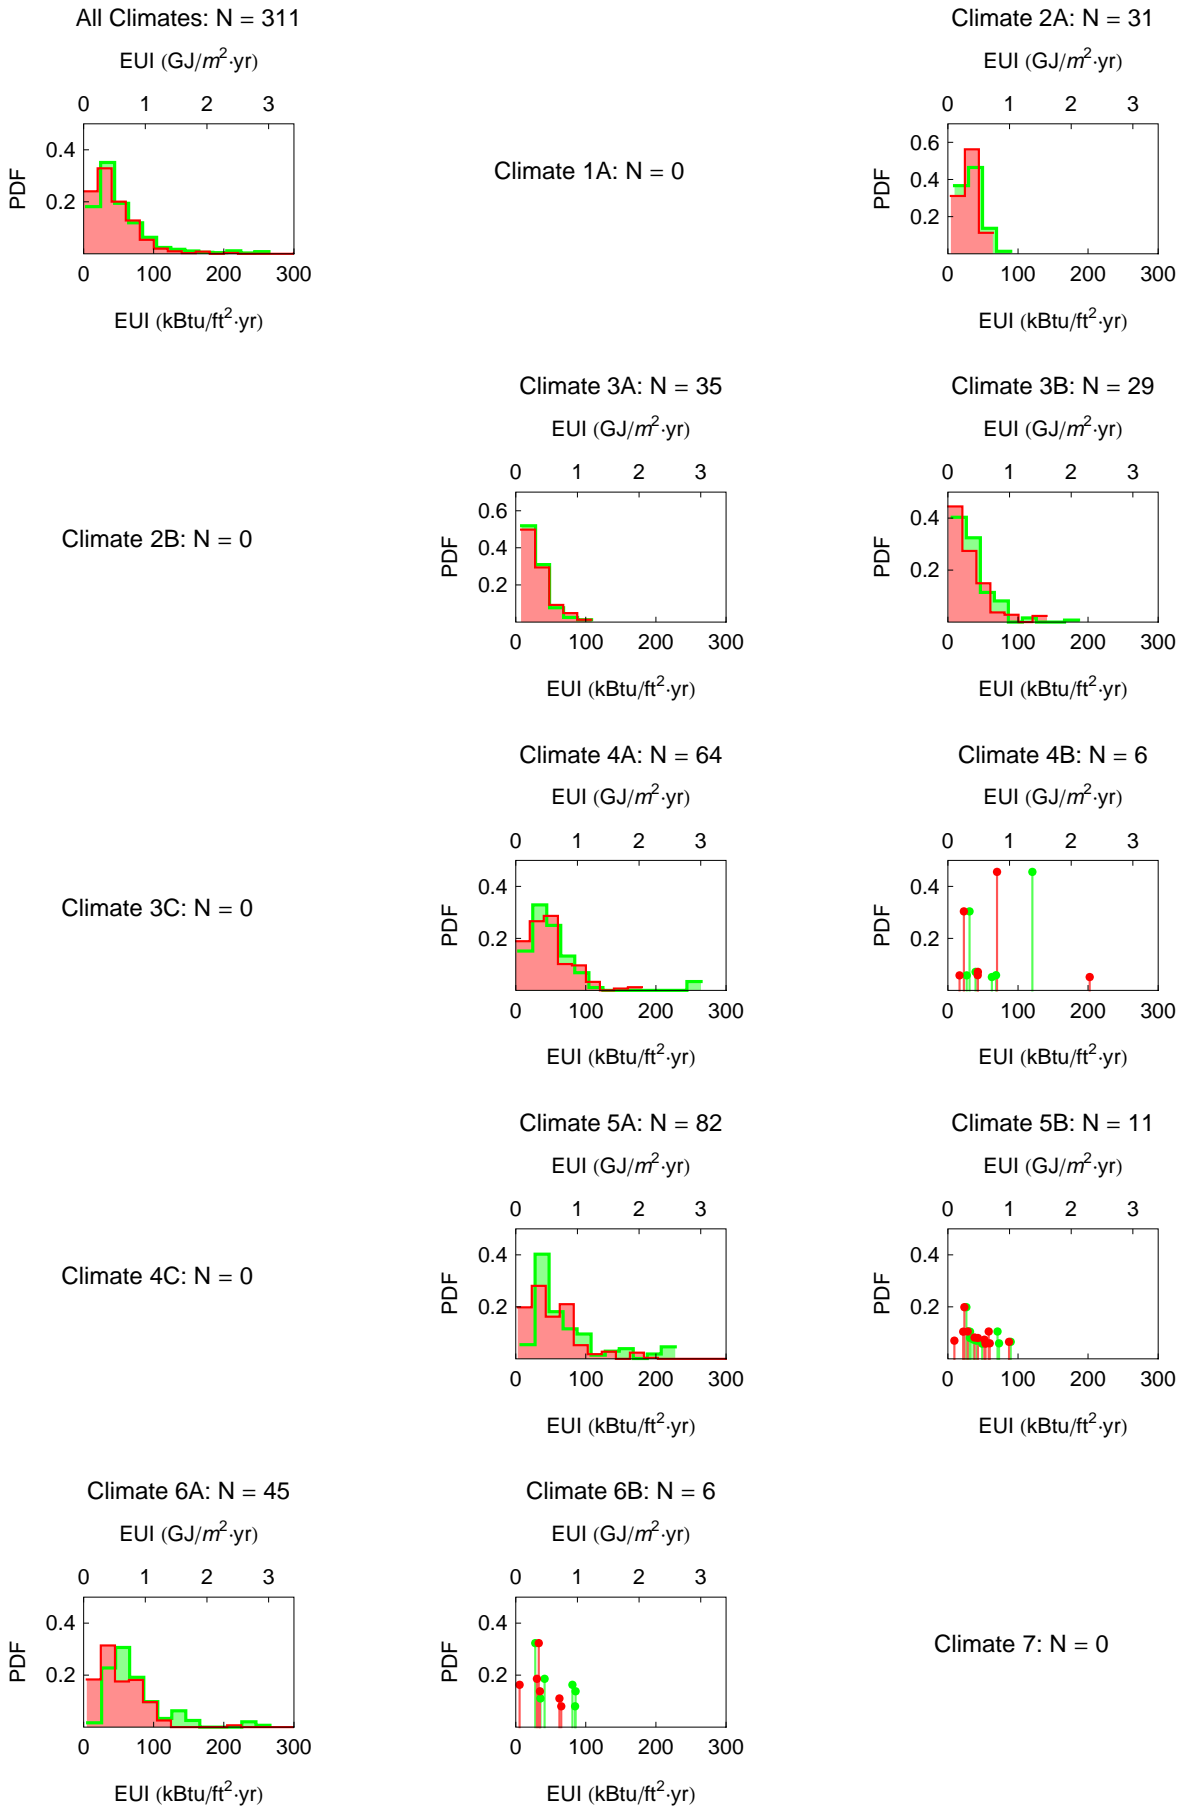 All Climates: N = 311
EUI (GJ/m²·yr)
0 1 2 3
PDF
0.4
0.2
0 100 200 300
EUI (kBtu/ft²·yr)
Climate 1A: N = 0
Climate 2A: N = 31
EUI (GJ/m²·yr)
0 1 2 3
PDF
0.6
0.4
0.2
0 100 200 300
EUI (kBtu/ft²·yr)
Climate 2B: N = 0
Climate 3A: N = 35
EUI (GJ/m²·yr)
0 1 2 3
PDF
0.6
0.4
0.2
0 100 200 300
EUI (kBtu/ft²·yr)
Climate 3B: N = 29
EUI (GJ/m²·yr)
0 1 2 3
PDF
0.4
0.2
0 100 200 300
EUI (kBtu/ft²·yr)
Climate 3C: N = 0
Climate 4A: N = 64
EUI (GJ/m²·yr)
0 1 2 3
PDF
0.4
0.2
0 100 200 300
EUI (kBtu/ft²·yr)
Climate 4B: N = 6
EUI (GJ/m²·yr)
0 1 2 3
PDF
0.4
0.2
0 100 200 300
EUI (kBtu/ft²·yr)
Climate 4C: N = 0
Climate 5A: N = 82
EUI (GJ/m²·yr)
0 1 2 3
PDF
0.4
0.2
0 100 200 300
EUI (kBtu/ft²·yr)
Climate 5B: N = 11
EUI (GJ/m²·yr)
0 1 2 3
PDF
0.4
0.2
0 100 200 300
EUI (kBtu/ft²·yr)
Climate 6A: N = 45
EUI (GJ/m²·yr)
0 1 2 3
PDF
0.4
0.2
0 100 200 300
EUI (kBtu/ft²·yr)
Climate 6B: N = 6
EUI (GJ/m²·yr)
0 1 2 3
PDF
0.4
0.2
0 100 200 300
EUI (kBtu/ft²·yr)
Climate 7: N = 0